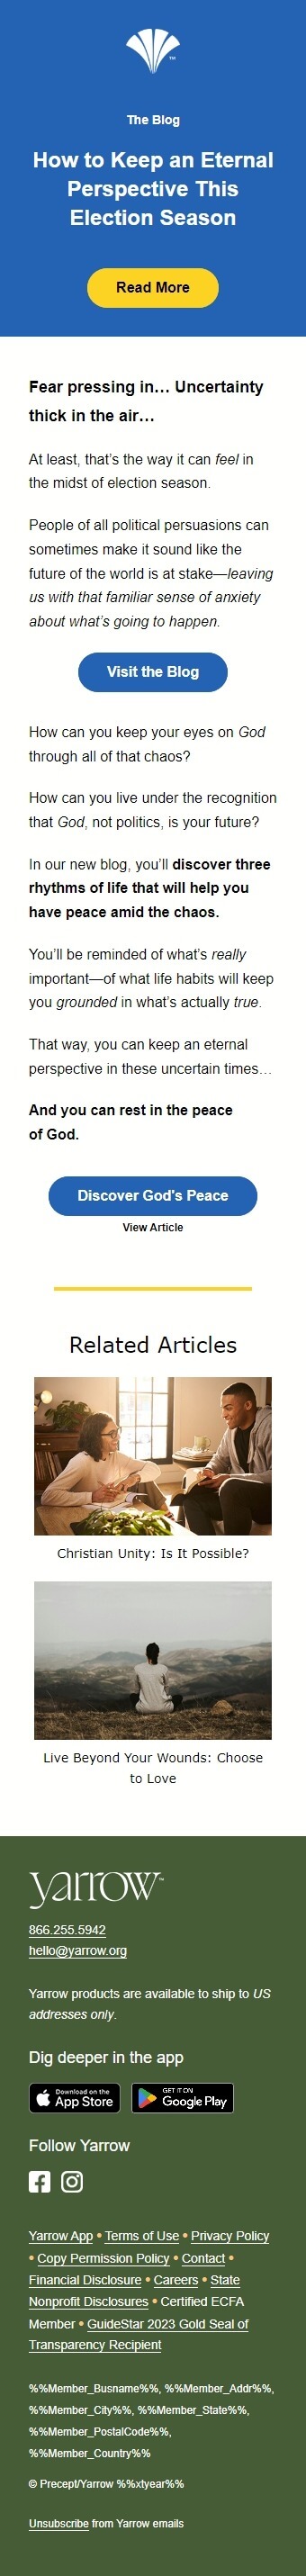 ™
The Blog
How to Keep an Eternal
Perspective This
Election Season
Read More
Fear pressing in… Uncertainty
thick in the air…
At least, that’s the way it can feel in
the midst of election season.
People of all political persuasions can
sometimes make it sound like the
future of the world is at stake—leaving
us with that familiar sense of anxiety
about what’s going to happen.
Visit the Blog
How can you keep your eyes on God
through all of that chaos?
How can you live under the recognition
that God, not politics, is your future?
In our new blog, you’ll discover three
rhythms of life that will help you
have peace amid the chaos.
You’ll be reminded of what’s really
important—of what life habits will keep
you grounded in what’s actually true.
That way, you can keep an eternal
perspective in these uncertain times…
And you can rest in the peace
of God.
Discover God's Peace
View Article
Related Articles
Christian Unity: Is It Possible?
Live Beyond Your Wounds: Choose
to Love
yarrow™
866.255.5942
hello@yarrow.org
Yarrow products are available to ship to US
addresses only.
Dig deeper in the app
Download on the App Store
GET IT ON Google Play
Follow Yarrow
Yarrow App • Terms of Use • Privacy Policy
• Copy Permission Policy • Contact •
Financial Disclosure • Careers • State
Nonprofit Disclosures • Certified ECFA
Member • GuideStar 2023 Gold Seal of
Transparency Recipient
%%Member_Busname%%, %%Member_Addr%%,
%%Member_City%%, %%Member_State%%,
%%Member_PostalCode%%,
%%Member_Country%%
© Precept/Yarrow %%xtyear%%
Unsubscribe from Yarrow emails